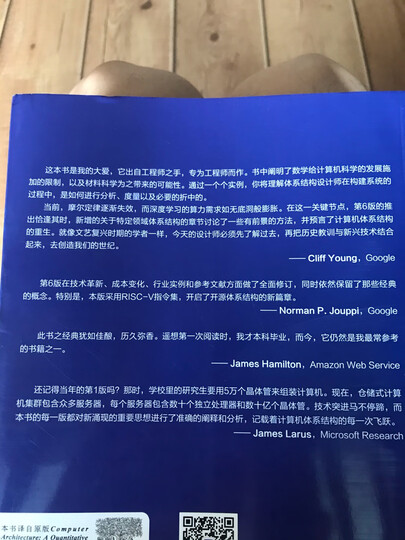 这本书是我的大爱，它出自工程师之手，专为工程师而作。书中阐明了数学给计算机科学的发展
施加的限制，以及材料科学为之带来的可能性。通过一个个实例，你将理解体系结构设计师在构建系统的
过程中，是如何进行分析、度量以及必要的折中的。
当前，摩尔定律逐渐失效，而深度学习的算力需求如无底洞般膨胀。在这一关键节点，第6版的推
出恰逢其时，新增的关于特定领域体系结构的章节讨论了一些有前景的方法，并预言了计算机体系结构
的重生。就像文艺复兴时期的学者一样，今天的设计师必须先了解过去，再把历史教训与新兴技术结合
起来，去创造我们的世纪。
—— Cliff Young, Google
第6版在技术革新、成本变化、行业实例和参考文献方面做了全面修订，同时依然保留了那些经典
的概念。特别是，本版采用RISC-V指令集，开启了开源体系结构的新篇章。
—— Norman P. Jouppi, Google
此书之经典犹如佳酿，历久弥香。遥想第一次阅读时，我才本科毕业，而今，它仍然是我最常参考
的书籍之一。
—— James Hamilton, Amazon Web Service
还记得当年的第1版吗？那时，学校里的研究生要用5万个晶体管来组装计算机。现在，仓储式计算
机集群包含众多服务器，每个服务器包含数十个独立处理器和数十亿个晶体管。技术突进马不停蹄，而
本书的每一版都对新涌现的重要思想进行了准确的阐释和分析，记载着计算机体系结构的每一次飞跃。
—— James Larus, Microsoft Research
本书译自原版Computer
Architecture: A Quantitative